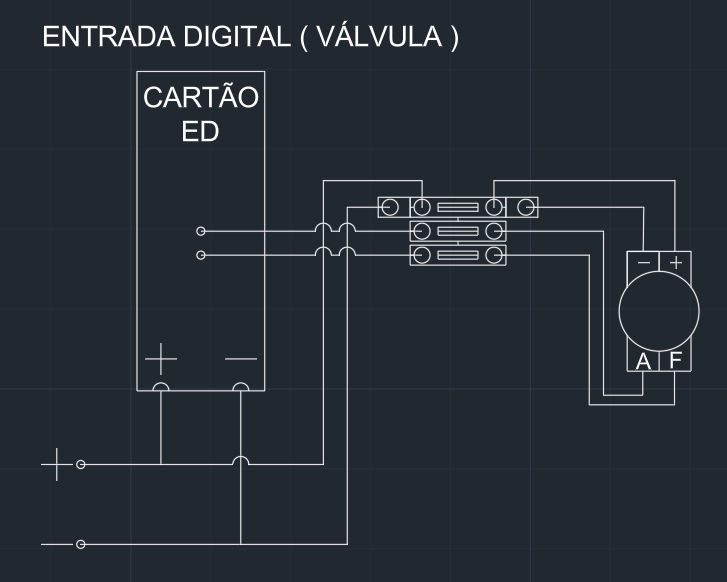 ENTRADA DIGITAL ( VÁLVULA )
CARTÃO
ED
+ −
− +
A F
+
−